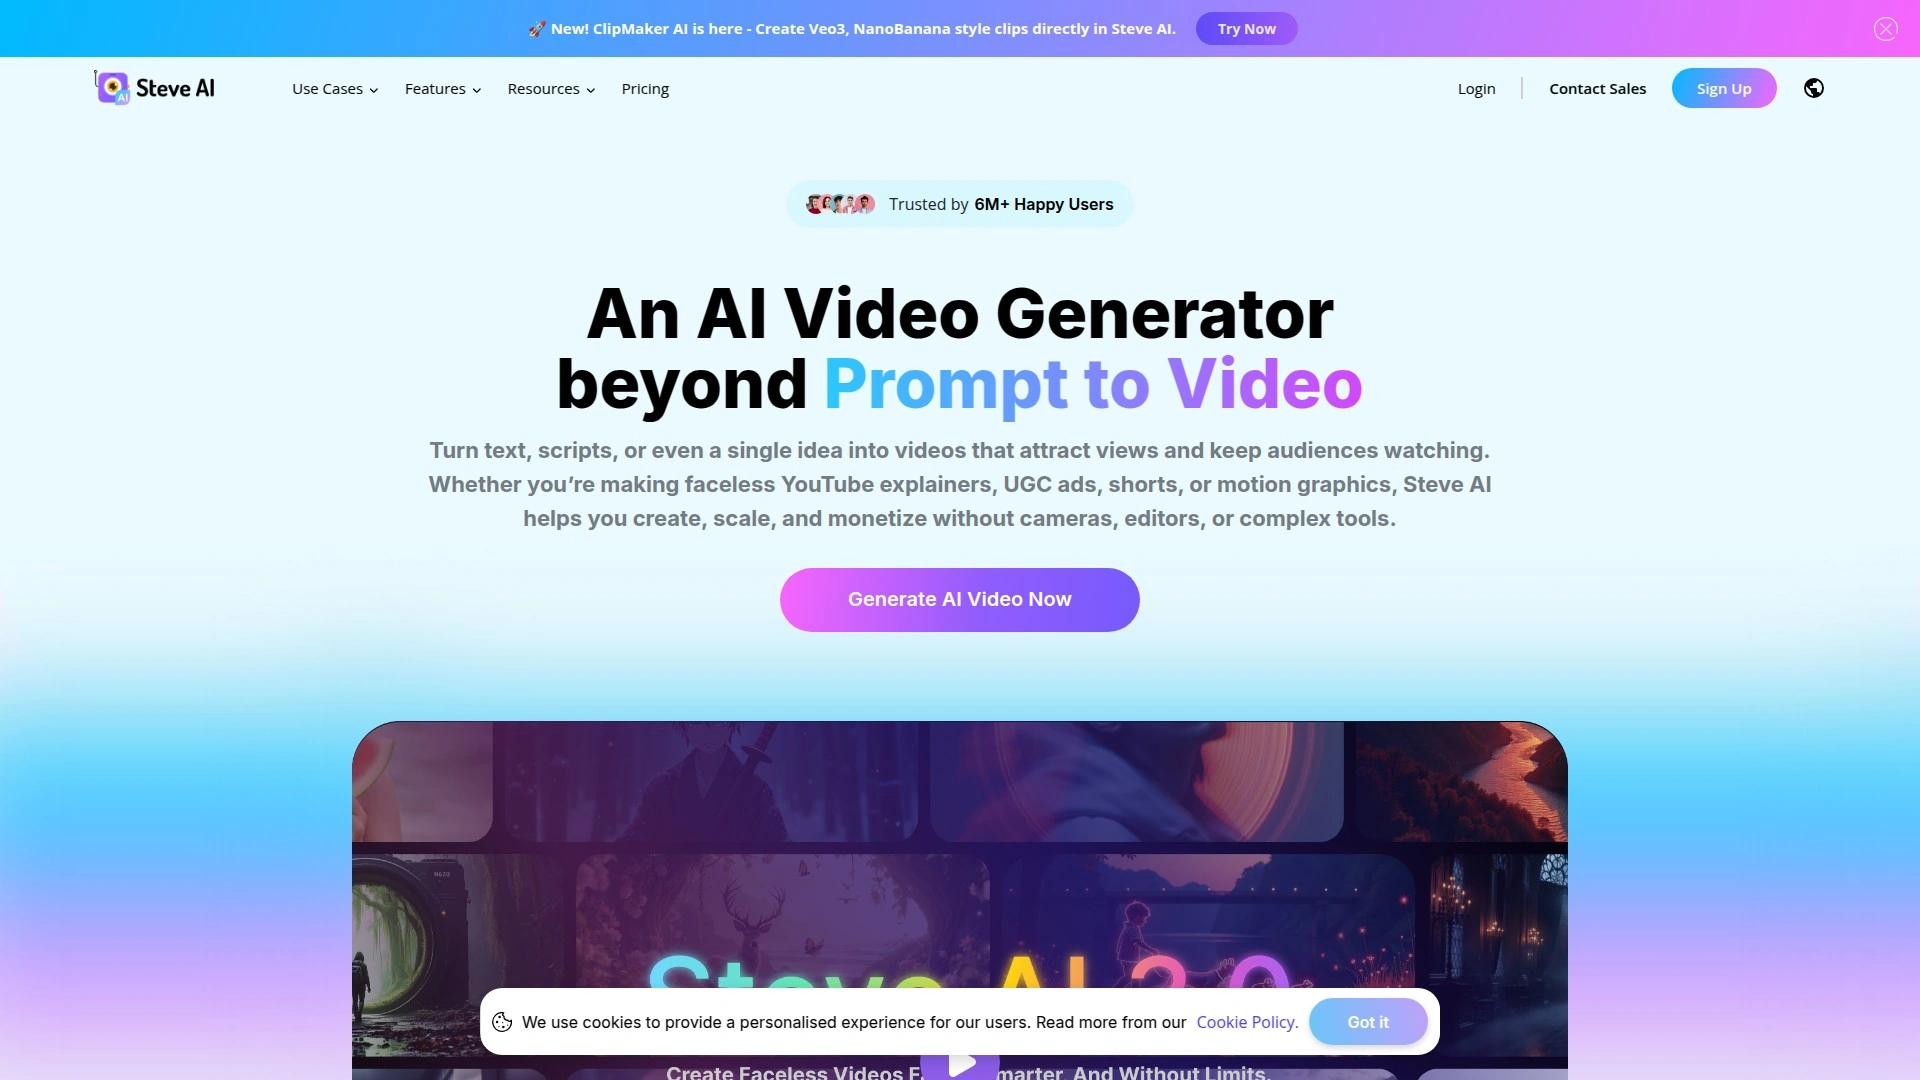 🚀 New! ClipMaker AI is here - Create Veo3, NanoBanana style clips directly in Steve AI. Try Now
Steve AI Use Cases Features Resources Pricing Login Contact Sales Sign Up
Trusted by 6M+ Happy Users
An AI Video Generator
beyond Prompt to Video
Turn text, scripts, or even a single idea into videos that attract views and keep audiences watching.
Whether you’re making faceless YouTube explainers, UGC ads, shorts, or motion graphics, Steve AI
helps you create, scale, and monetize without cameras, editors, or complex tools.
Generate AI Video Now
N620
Steve AI
We use cookies to provide a personalised experience for our users. Read more from our Cookie Policy. Got it
Create Faceless Videos And Without Limits.